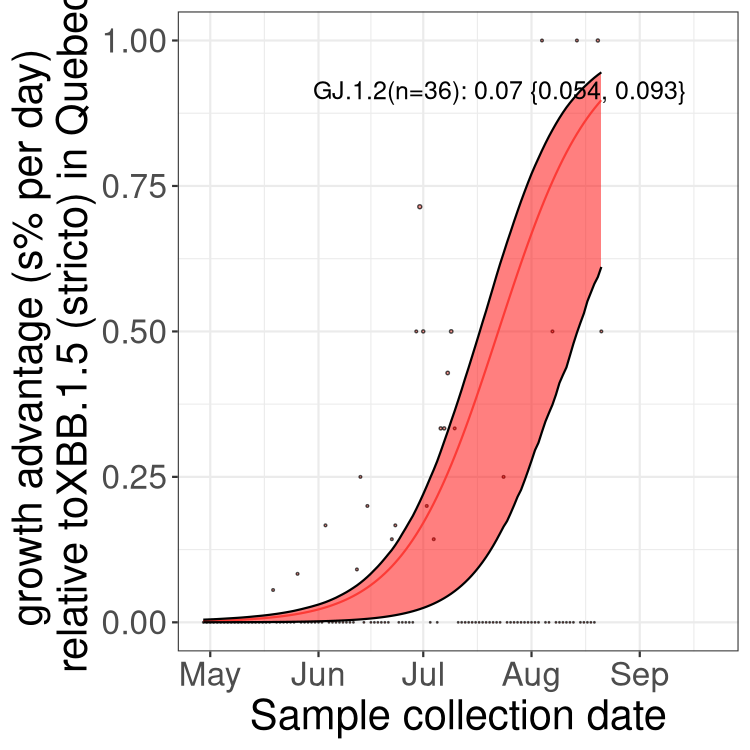 growth advantage (s% per day)
relative toXBB.1.5 (stricto) in Quebec
1.00
0.75
0.50
0.25
0.00
GJ.1.2(n=36): 0.07 {0.054, 0.093}
May Jun Jul Aug Sep
Sample collection date